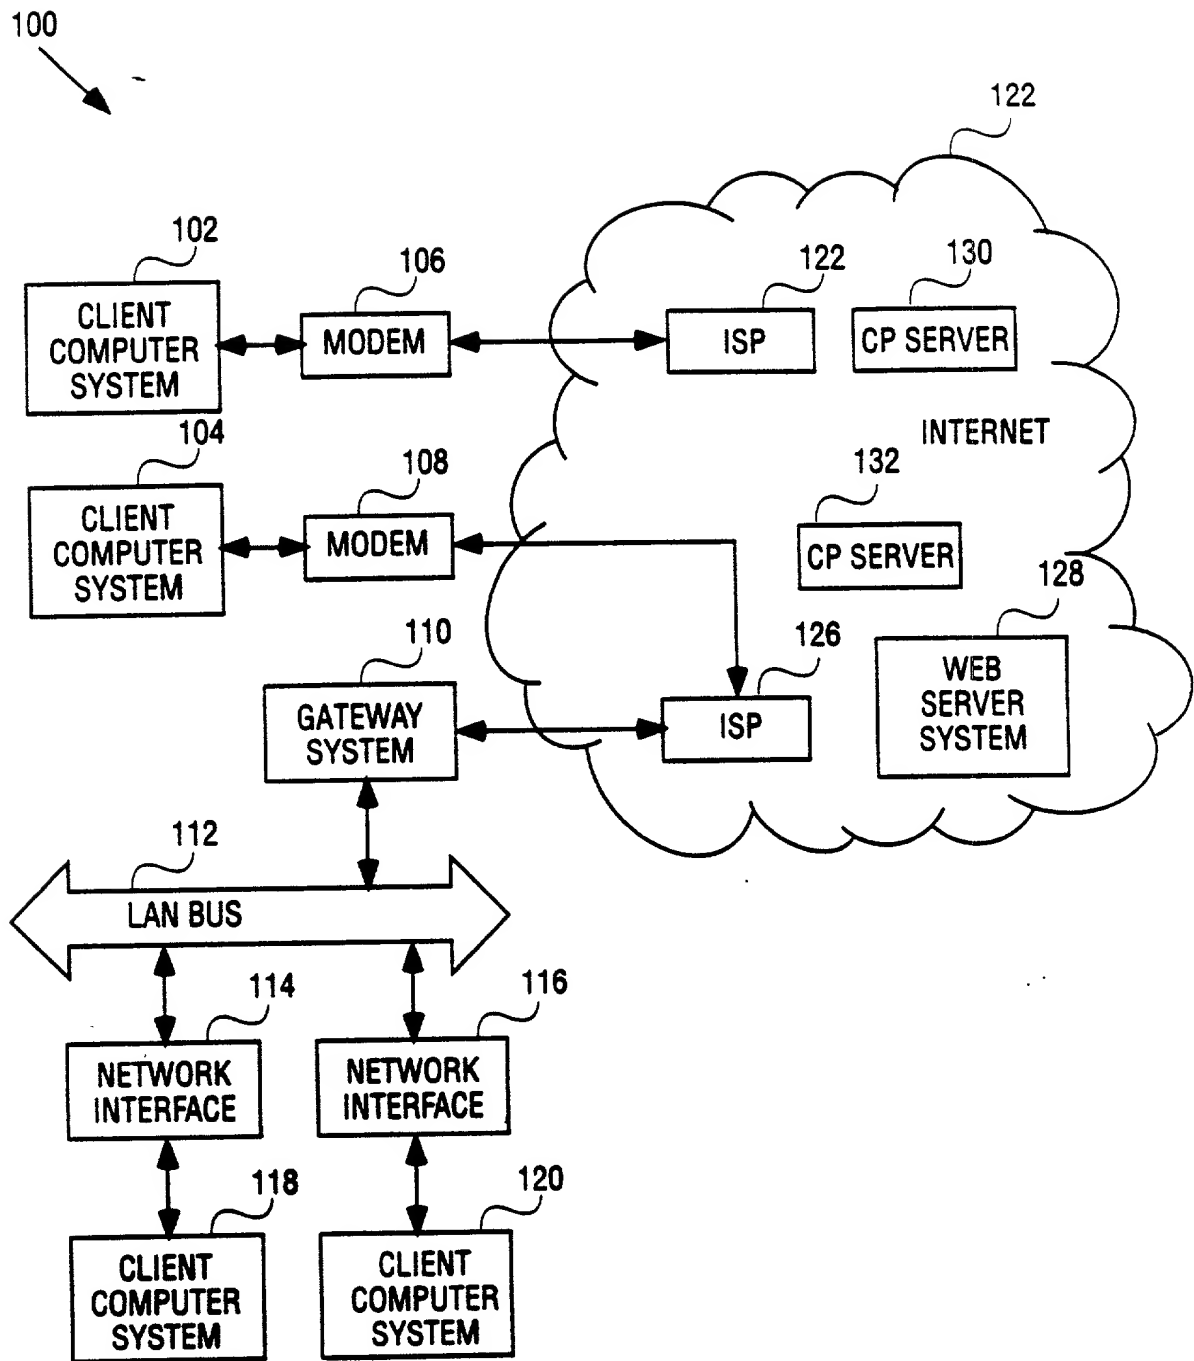 100
122
102
106
122
130
CLIENT
COMPUTER
SYSTEM
MODEM
ISP
CP SERVER
INTERNET
104
108
132
CLIENT
COMPUTER
SYSTEM
MODEM
CP SERVER
128
110
126
WEB
SERVER
SYSTEM
GATEWAY
SYSTEM
ISP
112
LAN BUS
114
116
NETWORK
INTERFACE
NETWORK
INTERFACE
118
120
CLIENT
COMPUTER
SYSTEM
CLIENT
COMPUTER
SYSTEM